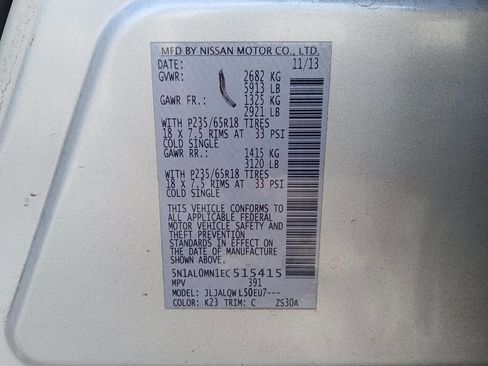 MFD BY NISSAN MOTOR CO., LTD.
DATE: 11/13
GVWR: 2682 KG
5913 LB
GAWR FR.: 1325 KG
2921 LB
WITH P235/65R18 TIRES
18 X 7.5 RIMS AT 33 PSI
COLD SINGLE
GAWR RR.: 1415 KG
3120 LB
WITH P235/65R18 TIRES
18 X 7.5 RIMS AT 33 PSI
COLD SINGLE
THIS VEHICLE CONFORMS TO
ALL APPLICABLE FEDERAL
MOTOR VEHICLE SAFETY
AND THEFT PREVENTION
STANDARDS IN EFFECT ON
THE DATE OF MANUFACTURE
SHOWN ABOVE.
5N1AL0MN1EC515415
MPV 391
MODEL: JLJALQWL50EU7---
COLOR: K23 TRIM: C ZS30A